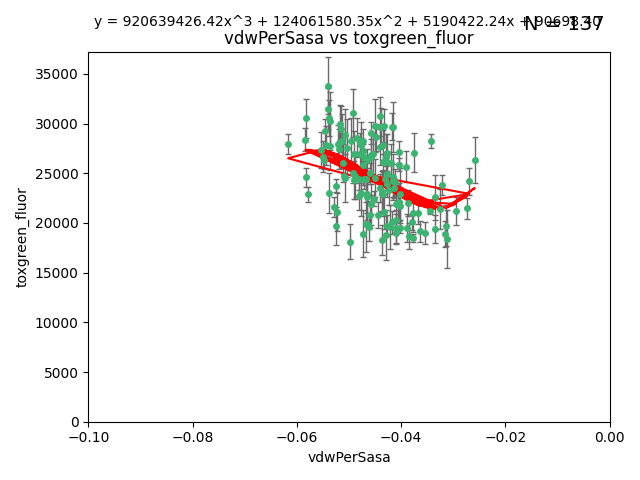 y = 920639426.42x^3 + 124061580.35x^2 + 5190422.24x + 90698.40
N = 137
vdwPerSasa vs toxgreen_fluor
35000
30000
25000
20000
15000
10000
5000
0
toxgreen_fluor
−0.10
−0.08
−0.06
−0.04
−0.02
0.00
vdwPerSasa